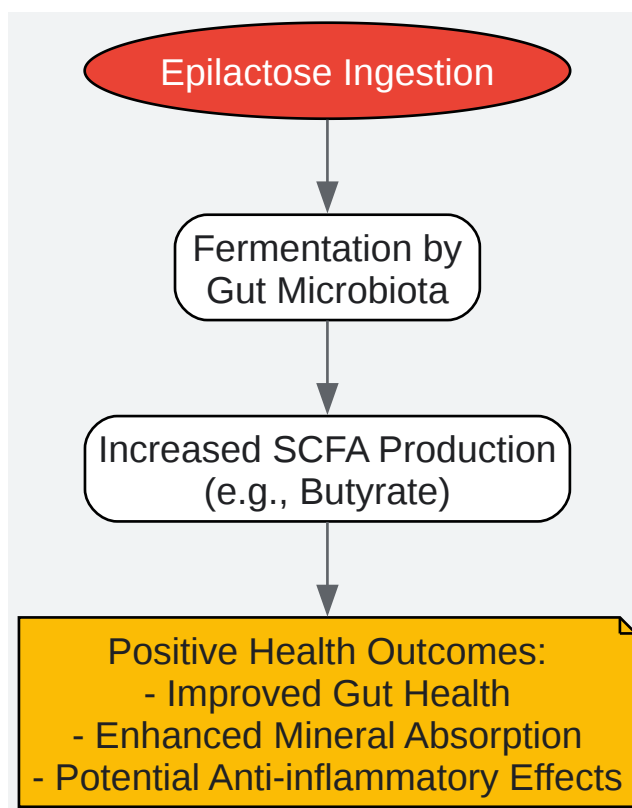 Epilactose Ingestion
Fermentation by
Gut Microbiota
Increased SCFA Production
(e.g., Butyrate)
Positive Health Outcomes:
- Improved Gut Health
- Enhanced Mineral Absorption
- Potential Anti-inflammatory Effects